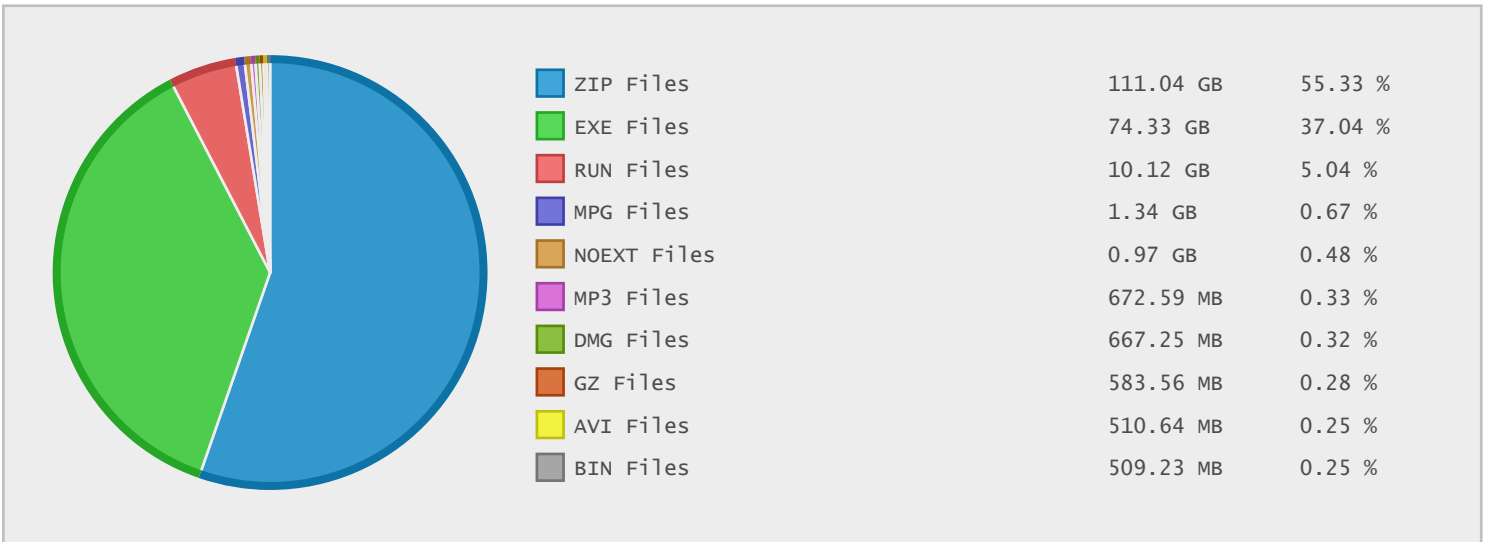 ZIP Files 111.04 GB 55.33 %
EXE Files 74.33 GB 37.04 %
RUN Files 10.12 GB 5.04 %
MPG Files 1.34 GB 0.67 %
NOEXT Files 0.97 GB 0.48 %
MP3 Files 672.59 MB 0.33 %
DMG Files 667.25 MB 0.32 %
GZ Files 583.56 MB 0.28 %
AVI Files 510.64 MB 0.25 %
BIN Files 509.23 MB 0.25 %